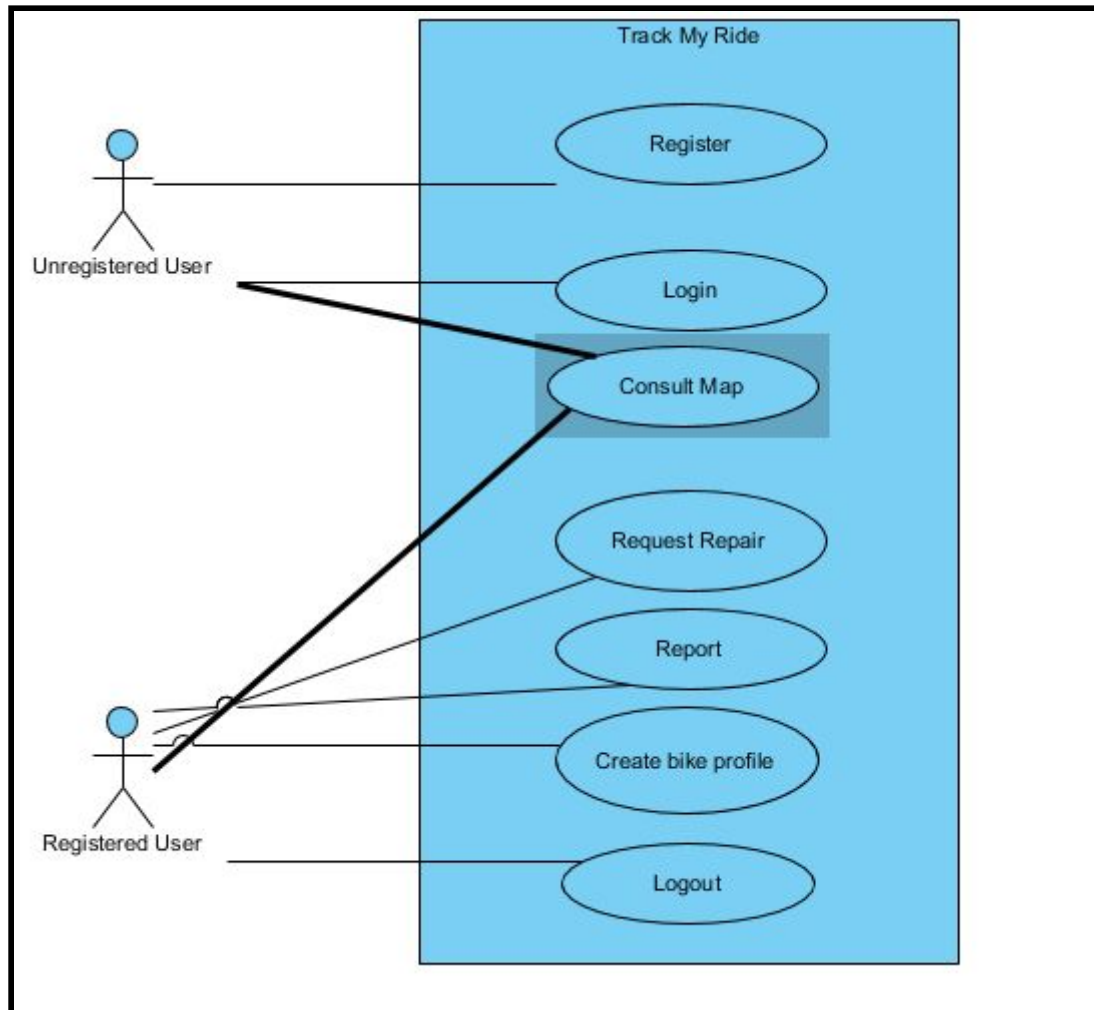 Track My Ride
Register
Unregistered User
Login
Consult Map
Request Repair
Report
Create bike profile
Registered User
Logout